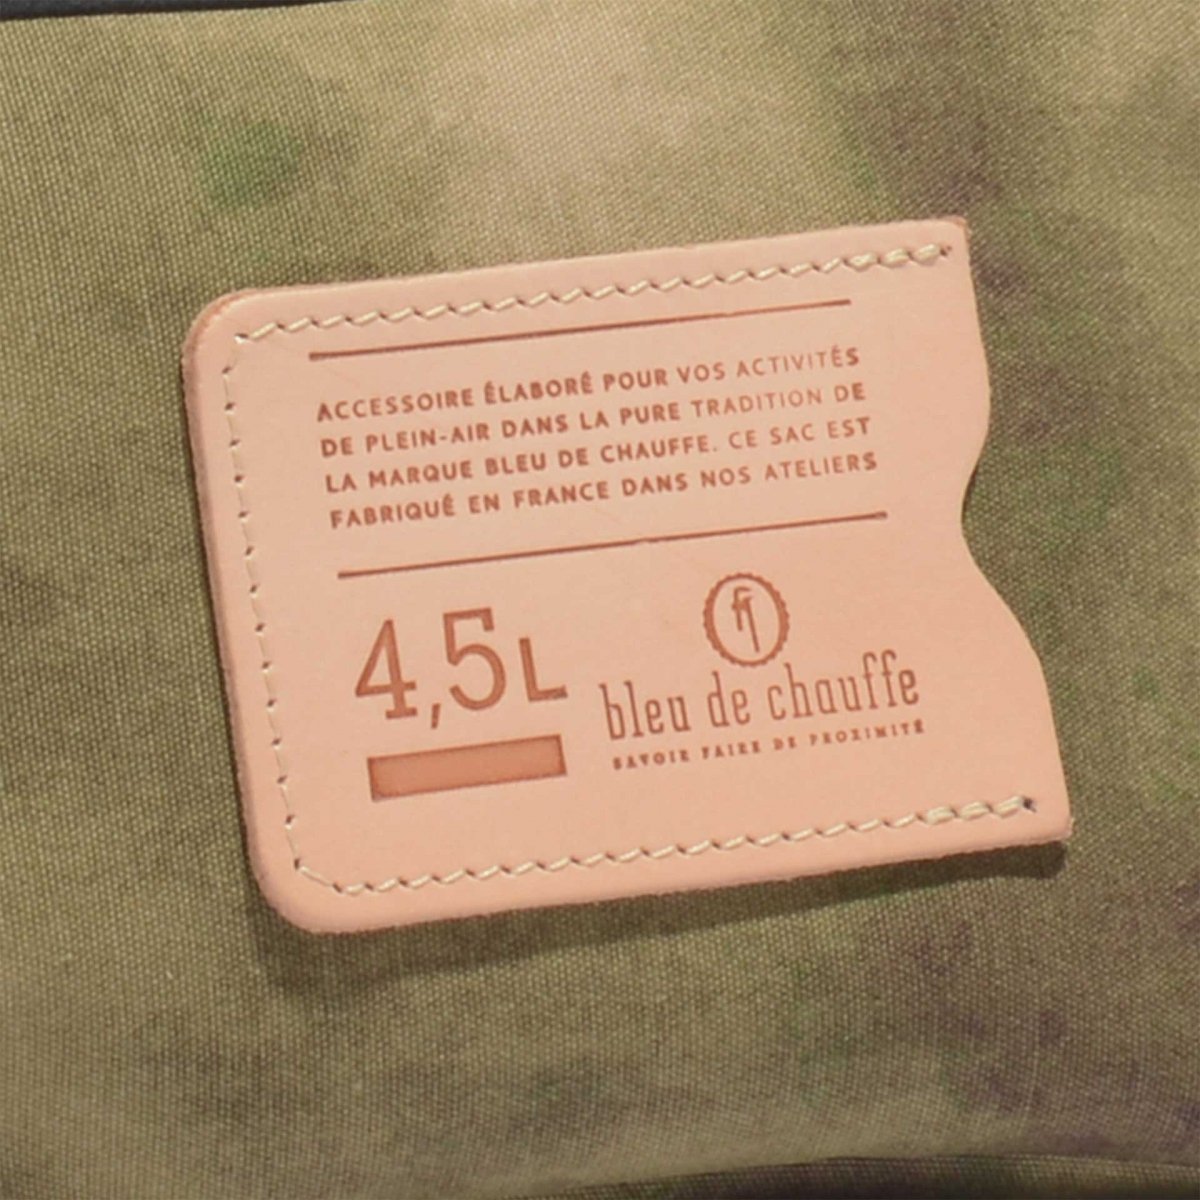 ACCESSOIRE ÉLABORÉ POUR VOS ACTIVITÉS
DE PLEIN-AIR DANS LA PURE TRADITION DE
LA MARQUE BLEU DE CHAUFFE. CE SAC EST
FABRIQUÉ EN FRANCE DANS NOS ATELIERS
4,5L
bleu de chauffe
SAVOIR FAIRE DE PROXIMITÉ